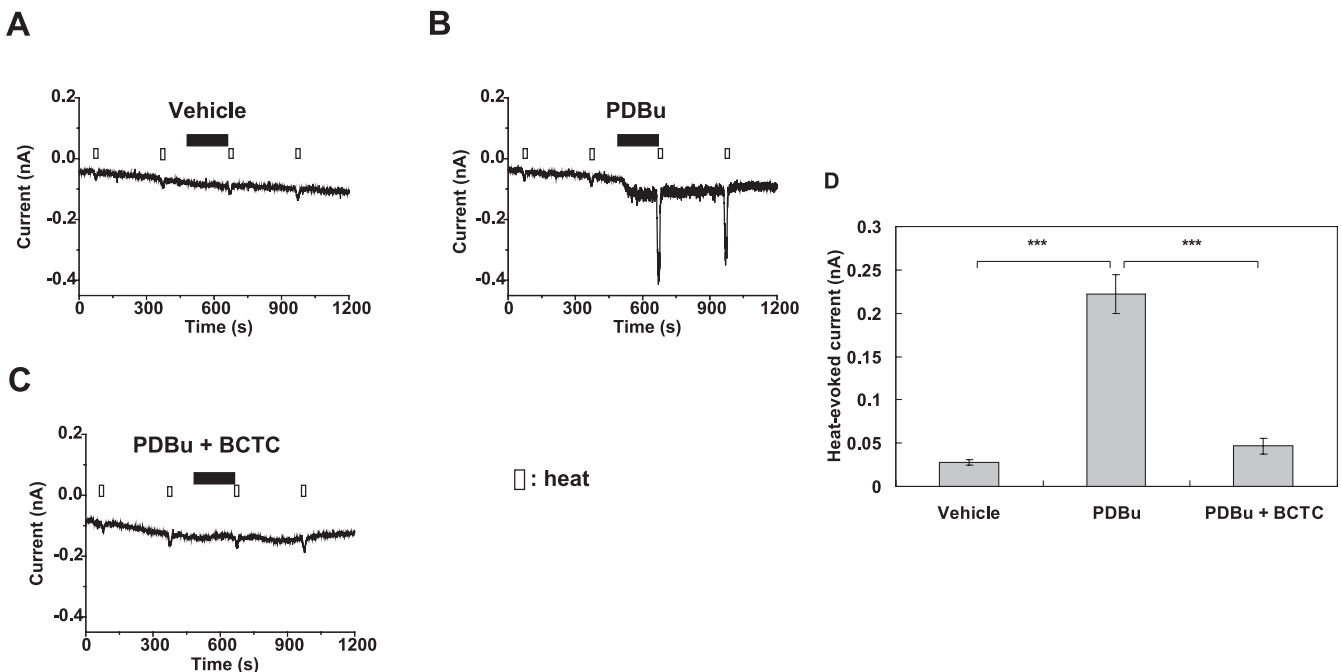 A
Vehicle
0.2
0.0
-0.2
-0.4
Current (nA)
0 300 600 900 1200
Time (s)
B
PDBu
0.2
0.0
-0.2
-0.4
Current (nA)
0 300 600 900 1200
Time (s)
C
PDBu + BCTC
0.2
0.0
-0.2
-0.4
Current (nA)
0 300 600 900 1200
Time (s)
: heat
D
0.3
0.25
0.2
0.15
0.1
0.05
0
Heat-evoked current (nA)
*** ***
Vehicle PDBu PDBu + BCTC